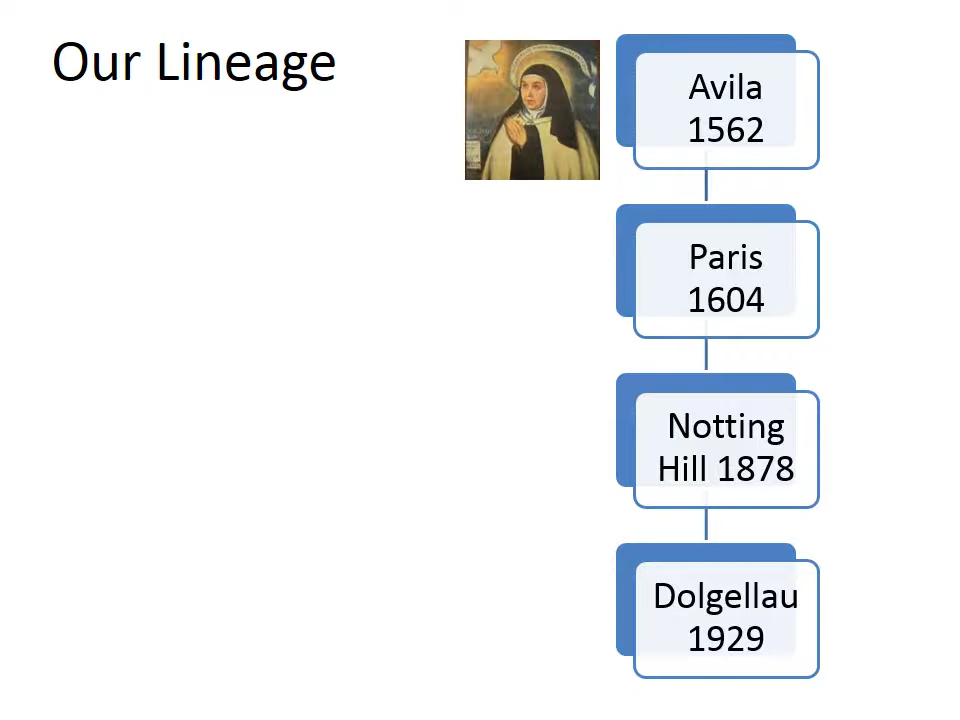 Our Lineage
Avila
1562
Paris
1604
Notting
Hill 1878
Dolgellau
1929